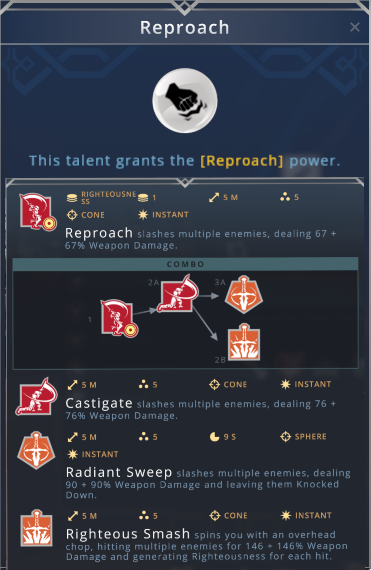 Reproach
This talent grants the [Reproach] power.
RIGHTEOUSNE
SS
1
5 M
5
CONE
INSTANT
Reproach slashes multiple enemies, dealing 67 +
67% Weapon Damage.
COMBO
2A
3A
1
2B
5 M
5
CONE
INSTANT
Castigate slashes multiple enemies, dealing 76 +
76% Weapon Damage.
5 M
5
9 S
SPHERE
INSTANT
Radiant Sweep slashes multiple enemies, dealing
90 + 90% Weapon Damage and leaving them Knocked
Down.
5 M
5
CONE
INSTANT
Righteous Smash spins you with an overhead
chop, hitting multiple enemies for 146 + 146% Weapon
Damage and generating Righteousness for each hit.